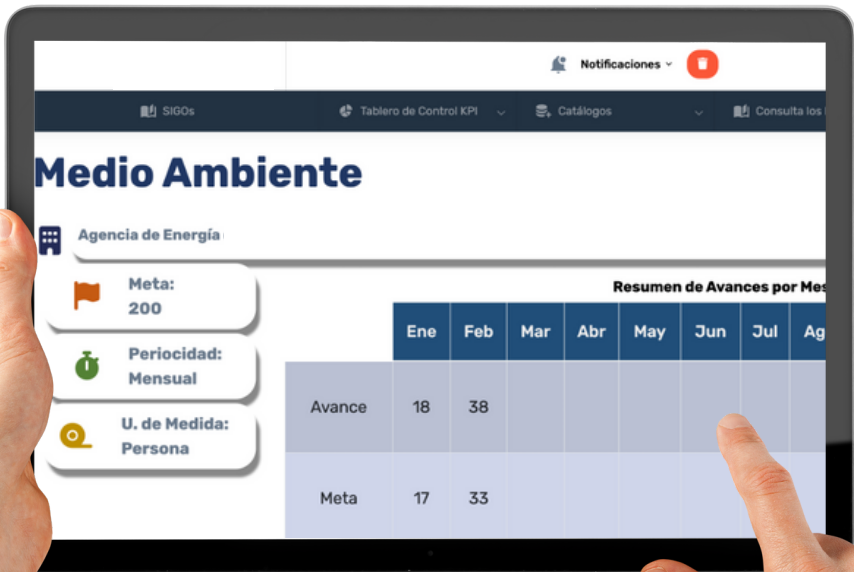 Notificaciones
SIGOs
Tablero de Control KPI
Catálogos
Consulta los
Medio Ambiente
Agencia de Energía
Meta:
200
Periocidad:
Mensual
U. de Medida:
Persona
Resumen de Avances por Mes
Ene Feb Mar Abr May Jun Jul Ag
Avance 18 38
Meta 17 33